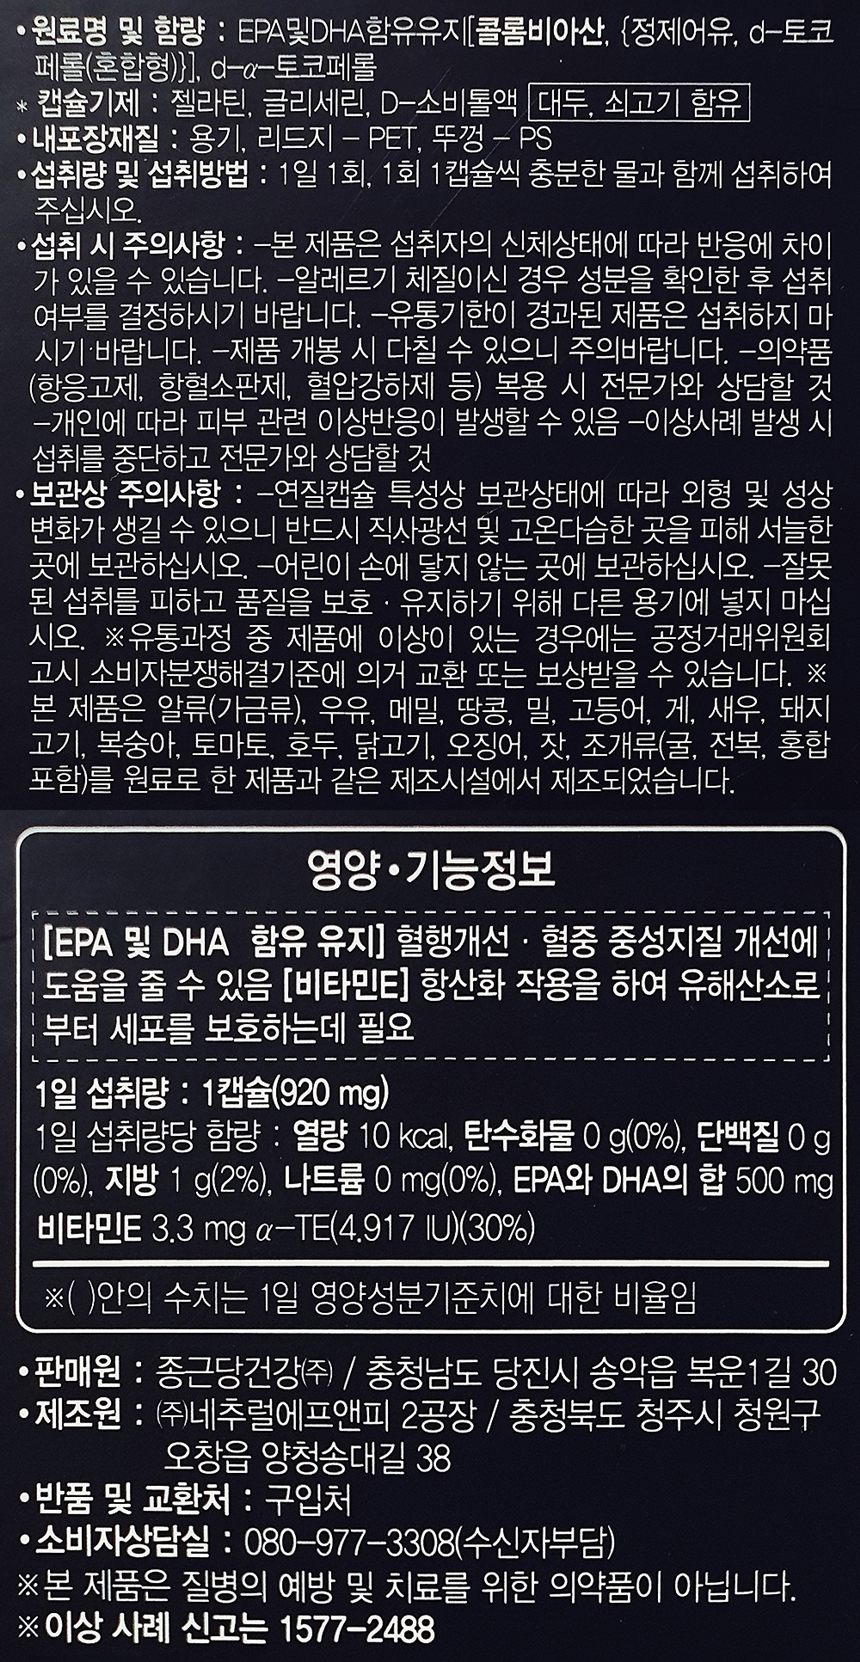 •원료명 및 함량 : EPA및DHA함유유지[콜롬비아산, {정제어유, d-토코
페롤(혼합형)}], d-α-토코페롤
* 캡슐기제 : 젤라틴, 글리세린, D-소비톨액 대두, 쇠고기 함유
•내포장재질 : 용기, 리드지 - PET, 뚜껑 - PS
•섭취량 및 섭취방법 : 1일 1회, 1회 1캡슐씩 충분한 물과 함께 섭취하여
주십시오.
•섭취 시 주의사항 : -본 제품은 섭취자의 신체상태에 따라 반응에 차이
가 있을 수 있습니다. -알레르기 체질이신 경우 성분을 확인한 후 섭취
여부를 결정하시기 바랍니다. -유통기한이 경과된 제품은 섭취하지 마
시기 바랍니다. -제품 개봉 시 다칠 수 있으니 주의바랍니다. -의약품
(항응고제, 항혈소판제, 혈압강하제 등) 복용 시 전문가와 상담할 것
-개인에 따라 피부 관련 이상반응이 발생할 수 있음 -이상사례 발생 시
섭취를 중단하고 전문가와 상담할 것
•보관상 주의사항 : -연질캡슐 특성상 보관상태에 따라 외형 및 성상
변화가 생길 수 있으니 반드시 직사광선 및 고온다습한 곳을 피해 서늘한
곳에 보관하십시오. -어린이 손에 닿지 않는 곳에 보관하십시오. -잘못
된 섭취를 피하고 품질을 보호 · 유지하기 위해 다른 용기에 넣지 마십
시오. ※유통과정 중 제품에 이상이 있는 경우에는 공정거래위원회
고시 소비자분쟁해결기준에 의거 교환 또는 보상받을 수 있습니다. ※
본 제품은 알류(가금류), 우유, 메밀, 땅콩, 밀, 고등어, 게, 새우, 돼지
고기, 복숭아, 토마토, 호두, 닭고기, 오징어, 잣, 조개류(굴, 전복, 홍합
포함)를 원료로 한 제품과 같은 제조시설에서 제조되었습니다.
영양•기능정보
[EPA 및 DHA 함유 유지] 혈행개선 · 혈중 중성지질 개선에
도움을 줄 수 있음 [비타민E] 항산화 작용을 하여 유해산소로
부터 세포를 보호하는데 필요
1일 섭취량 : 1캡슐(920 mg)
1일 섭취량당 함량 : 열량 10 kcal, 탄수화물 0 g(0%), 단백질 0 g
(0%), 지방 1 g(2%), 나트륨 0 mg(0%), EPA와 DHA의 합 500 mg
비타민E 3.3 mg α-TE(4.917 IU)(30%)
※( )안의 수치는 1일 영양성분기준치에 대한 비율임
•판매원 : 종근당건강㈜ / 충청남도 당진시 송악읍 복운1길 30
•제조원 : ㈜네추럴에프앤피 2공장 / 충청북도 청주시 청원구
오창읍 양청송대길 38
•반품 및 교환처 : 구입처
•소비자상담실 : 080-977-3308(수신자부담)
※본 제품은 질병의 예방 및 치료를 위한 의약품이 아닙니다.
※이상 사례 신고는 1577-2488